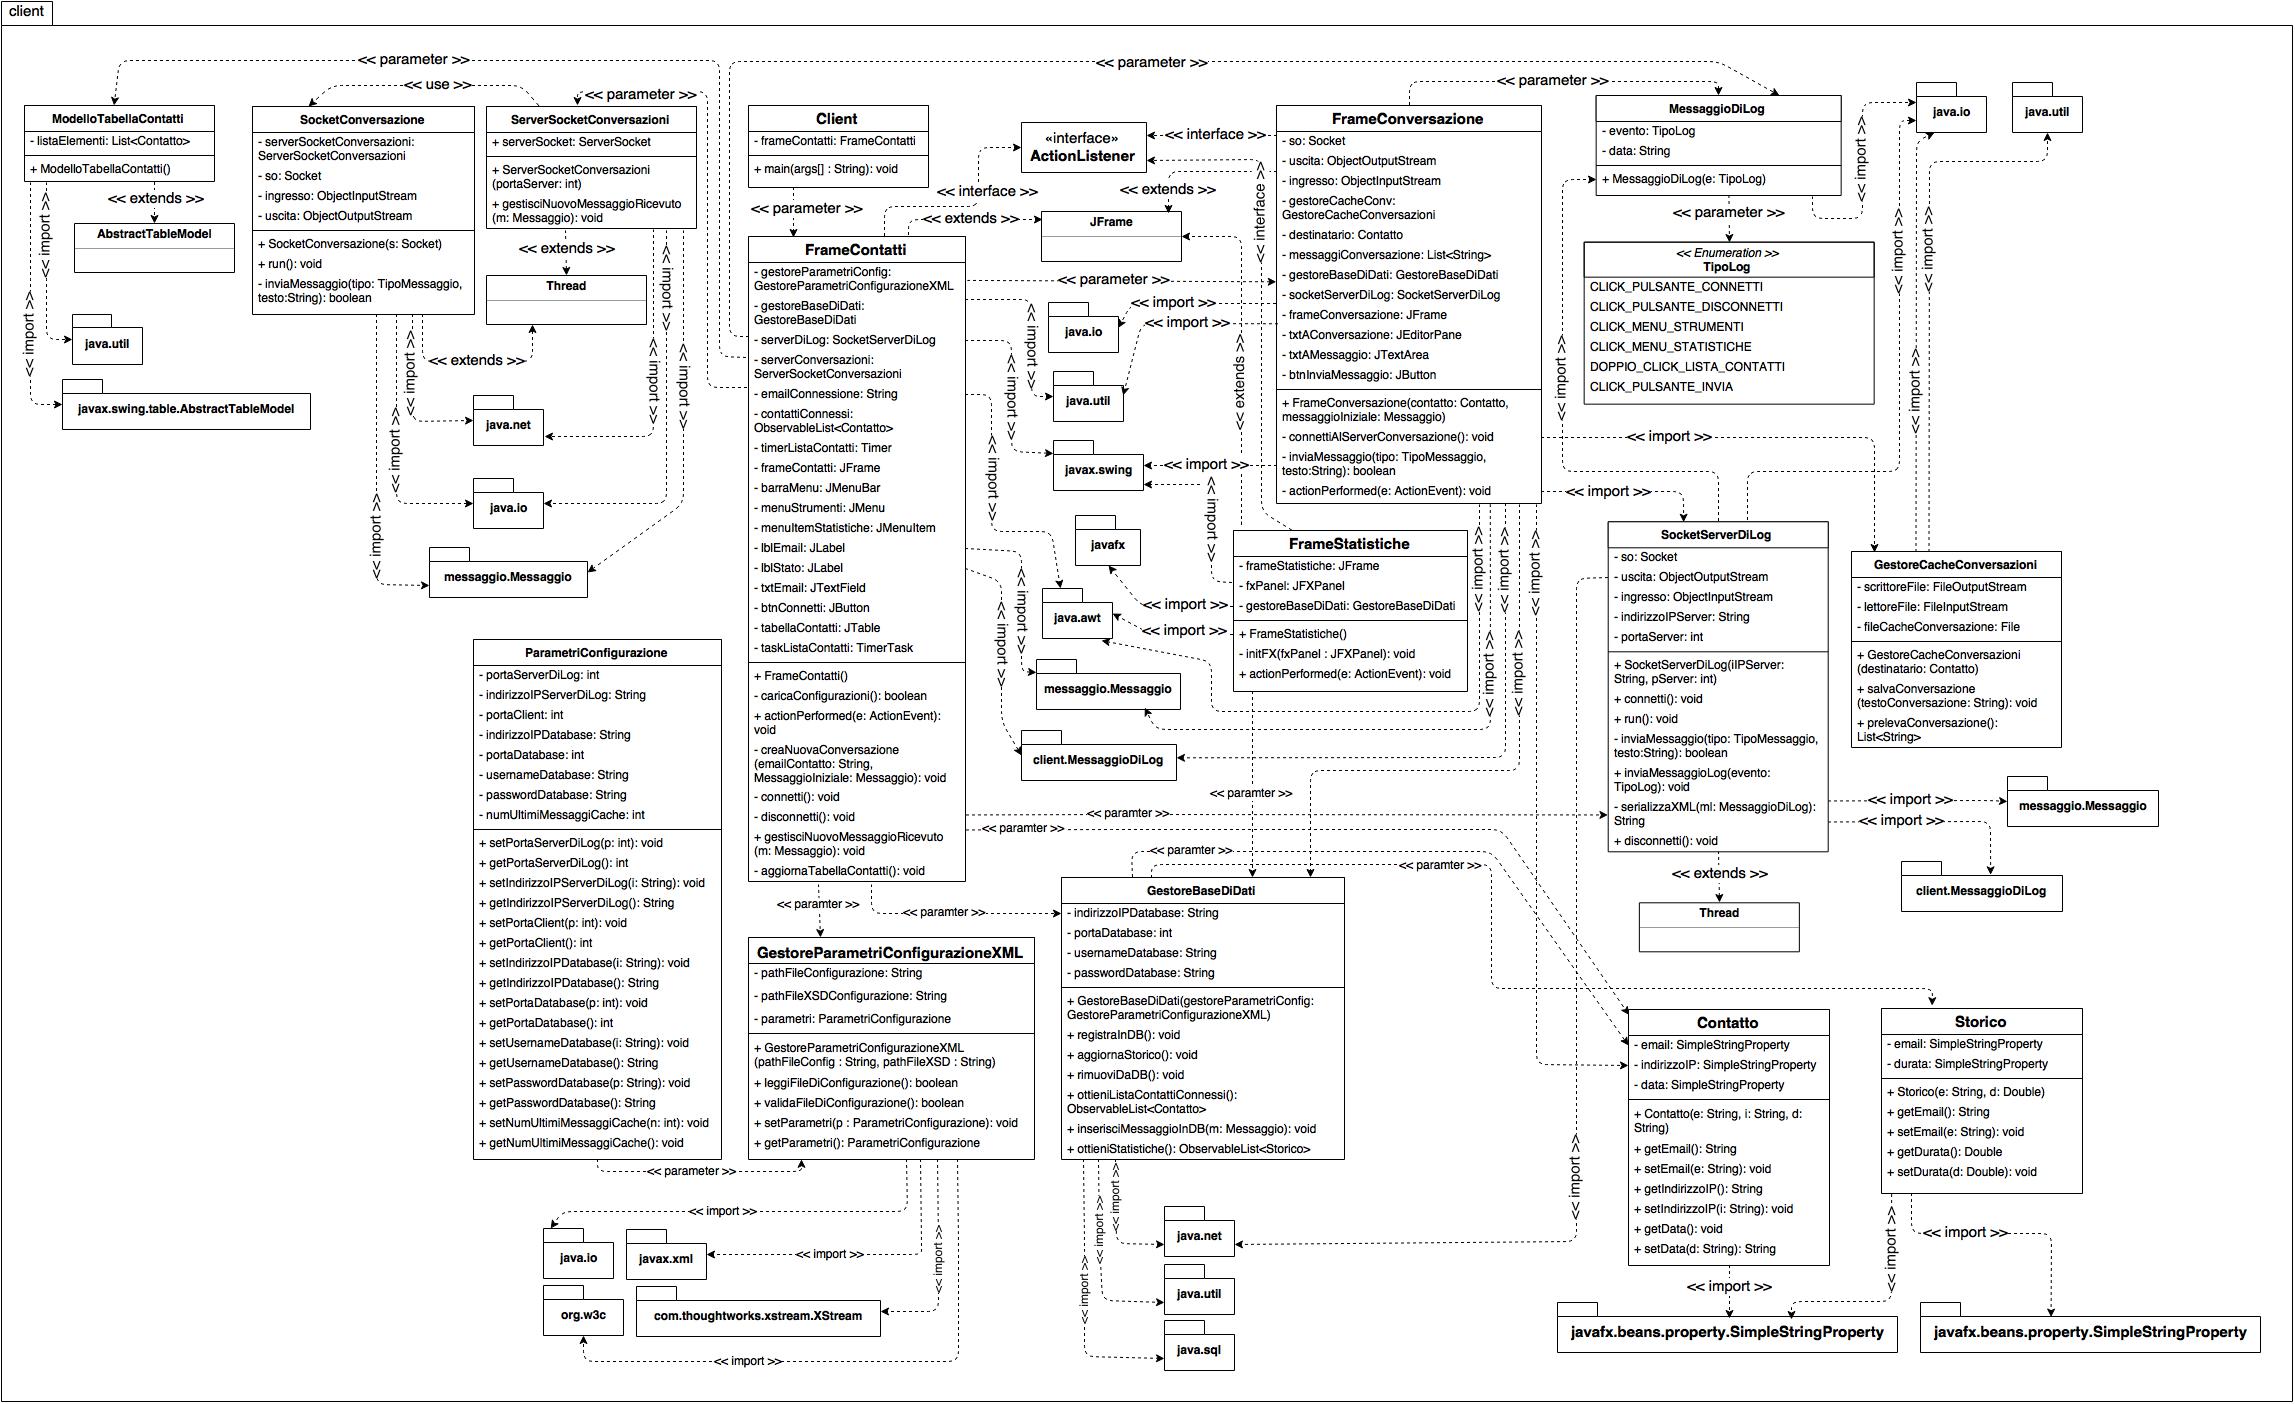 client
<< parameter >>
<< use >>
<< parameter >>
<< parameter >>
<< parameter >>
ModelloTabellaContatti
- listaElementi: List<Contatto>
+ ModelloTabellaContatti()
<< extends >>
<< import >>
<< import >>
AbstractTableModel
java.util
javax.swing.table.AbstractTableModel
SocketConversazione
- serverSocketConversazioni:
ServerSocketConversazioni
- so: Socket
- ingresso: ObjectInputStream
- uscita: ObjectOutputStream
+ SocketConversazione(s: Socket)
+ run(): void
- inviaMessaggio(tipo: TipoMessaggio,
testo:String): boolean
ServerSocketConversazioni
+ serverSocket: ServerSocket
+ ServerSocketConversazioni
(portaServer: int)
+ gestisciNuovoMessaggioRicevuto
(m: Messaggio): void
<< extends >>
Thread
<< extends >>
<< import >>
<< import >>
<< import >>
<< import >>
<< import >>
<< import >>
java.net
java.io
messaggio.Messaggio
Client
- frameContatti: FrameContatti
+ main(args[] : String): void
<< parameter >>
<< interface >>
<< extends >>
FrameContatti
- gestoreParametriConfig:
GestoreParametriConfigurazioneXML
- gestoreBaseDiDati:
GestoreBaseDiDati
- serverDiLog: SocketServerDiLog
- serverConversazioni:
ServerSocketConversazioni
- emailConnessione: String
- contattiConnessi:
ObservableList<Contatto>
- timerListaContatti: Timer
- frameContatti: JFrame
- barraMenu: JMenuBar
- menuStrumenti: JMenu
- menuItemStatistiche: JMenuItem
- lblEmail: JLabel
- lblStato: JLabel
- txtEmail: JTextField
- btnConnetti: JButton
- tabellaContatti: JTable
- taskListaContatti: TimerTask
+ FrameContatti()
- caricaConfigurazioni(): boolean
+ actionPerformed(e: ActionEvent):
void
- creaNuovaConversazione
(emailContatto: String,
MessaggioIniziale: Messaggio): void
- connetti(): void
- disconnetti(): void
+ gestisciNuovoMessaggioRicevuto
(m: Messaggio): void
- aggiornaTabellaContatti(): void
«interface»
ActionListener
<< interface >>
<< extends >>
JFrame
<< parameter >>
<< import >>
<< import >>
<< import >>
<< import >>
<< import >>
<< import >>
<< import >>
java.io
java.util
javax.swing
<< import >>
<< import >>
javafx
<< import >>
java.awt
<< import >>
messaggio.Messaggio
client.MessaggioDiLog
<< interface >>
<< extends >>
FrameConversazione
- so: Socket
- uscita: ObjectOutputStream
- ingresso: ObjectInputStream
- gestoreCacheConv:
GestoreCacheConversazioni
- destinatario: Contatto
- messaggiConversazione: List<String>
- gestoreBaseDiDati: GestoreBaseDiDati
- socketServerDiLog: SocketServerDiLog
- frameConversazione: JFrame
- txtAConversazione: JEditorPane
- txtAMessaggio: JTextArea
- btnInviaMessaggio: JButton
+ FrameConversazione(contatto: Contatto,
messaggioIniziale: Messaggio)
- connettiAlServerConversazione(): void
- inviaMessaggio(tipo: TipoMessaggio,
testo:String): boolean
- actionPerformed(e: ActionEvent): void
FrameStatistiche
- frameStatistiche: JFrame
- fxPanel: JFXPanel
- gestoreBaseDiDati: GestoreBaseDiDati
+ FrameStatistiche()
- initFX(fxPanel : JFXPanel): void
+ actionPerformed(e: ActionEvent): void
<< import >>
<< import >>
<< import >>
<< import >>
<< import >>
MessaggioDiLog
- evento: TipoLog
- data: String
+ MessaggioDiLog(e: TipoLog)
<< parameter >>
<< import >>
java.io
java.util
<< Enumeration >>
TipoLog
CLICK_PULSANTE_CONNETTI
CLICK_PULSANTE_DISCONNETTI
CLICK_MENU_STRUMENTI
CLICK_MENU_STATISTICHE
DOPPIO_CLICK_LISTA_CONTATTI
CLICK_PULSANTE_INVIA
<< import >>
<< import >>
<< import >>
<< import >>
<< import >>
<< import >>
SocketServerDiLog
- so: Socket
- uscita: ObjectOutputStream
- ingresso: ObjectInputStream
- indirizzoIPServer: String
- portaServer: int
+ SocketServerDiLog(iIPServer:
String, pServer: int)
+ connetti(): void
+ run(): void
- inviaMessaggio(tipo: TipoMessaggio,
testo:String): boolean
+ inviaMessaggioLog(evento:
TipoLog): void
- serializzaXML(ml: MessaggioDiLog):
String
+ disconnetti(): void
GestoreCacheConversazioni
- scrittoreFile: FileOutputStream
- lettoreFile: FileInputStream
- fileCacheConversazione: File
+ GestoreCacheConversazioni
(destinatario: Contatto)
+ salvaConversazione
(testoConversazione: String): void
+ prelevaConversazione():
List<String>
<< import >>
messaggio.Messaggio
<< import >>
client.MessaggioDiLog
<< extends >>
Thread
ParametriConfigurazione
- portaServerDiLog: int
- indirizzoIPServerDiLog: String
- portaClient: int
- indirizzoIPDatabase: String
- portaDatabase: int
- usernameDatabase: String
- passwordDatabase: String
- numUltimiMessaggiCache: int
+ setPortaServerDiLog(p: int): void
+ getPortaServerDiLog(): int
+ setIndirizzoIPServerDiLog(i: String): void
+ getIndirizzoIPServerDiLog(): String
+ setPortaClient(p: int): void
+ getPortaClient(): int
+ setIndirizzoIPDatabase(i: String): void
+ getIndirizzoIPDatabase(): String
+ setPortaDatabase(p: int): void
+ getPortaDatabase(): int
+ setUsernameDatabase(i: String): void
+ getUsernameDatabase(): String
+ setPasswordDatabase(p: String): void
+ getPasswordDatabase(): String
+ setNumUltimiMessaggiCache(n: int): void
+ getNumUltimiMessaggiCache(): void
<< parameter >>
<< paramter >>
<< paramter >>
<< paramter >>
<< paramter >>
<< paramter >>
<< paramter >>
<< paramter >>
GestoreParametriConfigurazioneXML
- pathFileConfigurazione: String
- pathFileXSDConfigurazione: String
- parametri: ParametriConfigurazione
+ GestoreParametriConfigurazioneXML
(pathFileConfig : String, pathFileXSD : String)
+ leggiFileDiConfigurazione(): boolean
+ validaFileDiConfigurazione(): boolean
+ setParametri(p : ParametriConfigurazione): void
+ getParametri(): ParametriConfigurazione
<< import >>
<< import >>
<< import >>
<< import >>
java.io
javax.xml
org.w3c
com.thoughtworks.xstream.XStream
GestoreBaseDiDati
- indirizzoIPDatabase: String
- portaDatabase: int
- usernameDatabase: String
- passwordDatabase: String
+ GestoreBaseDiDati(gestoreParametriConfig:
GestoreParametriConfigurazioneXML)
+ registraInDB(): void
+ aggiornaStorico(): void
+ rimuoviDaDB(): void
+ ottieniListaContattiConnessi():
ObservableList<Contatto>
+ inserisciMessaggioInDB(m: Messaggio): void
+ ottieniStatistiche(): ObservableList<Storico>
<< import >>
<< import >>
<< import >>
java.net
java.util
java.sql
<< import >>
Contatto
- email: SimpleStringProperty
- indirizzoIP: SimpleStringProperty
- data: SimpleStringProperty
+ Contatto(e: String, i: String, d:
String)
+ getEmail(): String
+ setEmail(e: String): void
+ getIndirizzoIP(): String
+ setIndirizzoIP(i: String): void
+ getData(): void
+ setData(d: String): String
Storico
- email: SimpleStringProperty
- durata: SimpleStringProperty
+ Storico(e: String, d: Double)
+ getEmail(): String
+ setEmail(e: String): void
+ getDurata(): Double
+ setDurata(d: Double): void
<< import >>
<< import >>
<< import >>
javafx.beans.property.SimpleStringProperty
javafx.beans.property.SimpleStringProperty